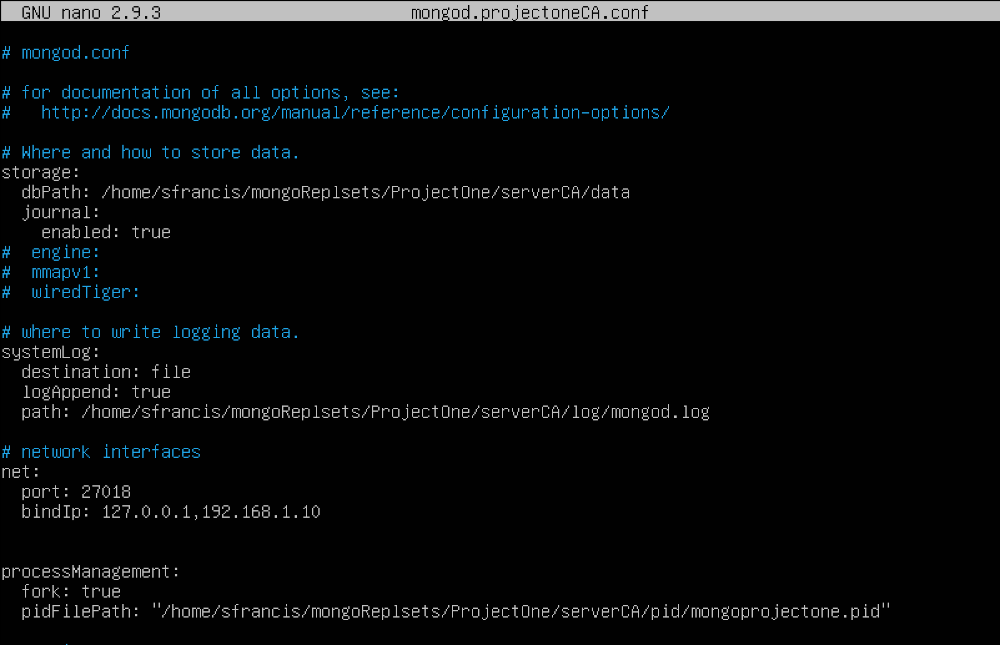 GNU nano 2.9.3 mongod.projectoneCA.conf
# mongod.conf
# for documentation of all options, see:
#   http://docs.mongodb.org/manual/reference/configuration-options/
# Where and how to store data.
storage:
  dbPath: /home/sfrancis/mongoReplsets/ProjectOne/serverCA/data
  journal:
    enabled: true
#  engine:
#  mmapv1:
#  wiredTiger:
# where to write logging data.
systemLog:
  destination: file
  logAppend: true
  path: /home/sfrancis/mongoReplsets/ProjectOne/serverCA/log/mongod.log
# network interfaces
net:
  port: 27018
  bindIp: 127.0.0.1,192.168.1.10
processManagement:
  fork: true
  pidFilePath: "/home/sfrancis/mongoReplsets/ProjectOne/serverCA/pid/mongoprojectone.pid"